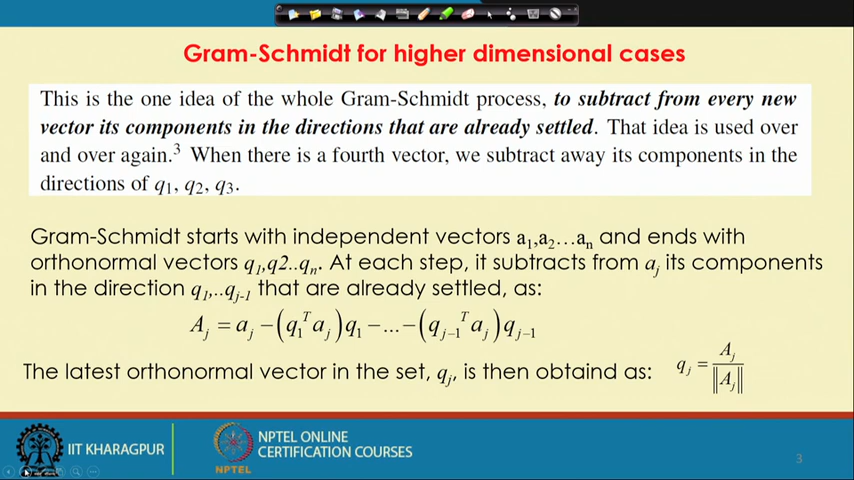 Gram-Schmidt for higher dimensional cases
This is the one idea of the whole Gram-Schmidt process, to subtract from every new
vector its components in the directions that are already settled. That idea is used over
and over again.³ When there is a fourth vector, we subtract away its components in the
directions of q₁, q₂, q₃.
Gram-Schmidt starts with independent vectors a₁,a₂…aₙ and ends with
orthonormal vectors q₁,q2..qₙ. At each step, it subtracts from aⱼ its components
in the direction q₁,..qⱼ₋₁ that are already settled, as:
Aⱼ = aⱼ − (q₁ᵀaⱼ)q₁ − ... − (qⱼ₋₁ᵀaⱼ)qⱼ₋₁
The latest orthonormal vector in the set, qⱼ, is then obtaind as: qⱼ = Aⱼ / ‖Aⱼ‖
IIT KHARAGPUR
NPTEL
NPTEL ONLINE
CERTIFICATION COURSES
3